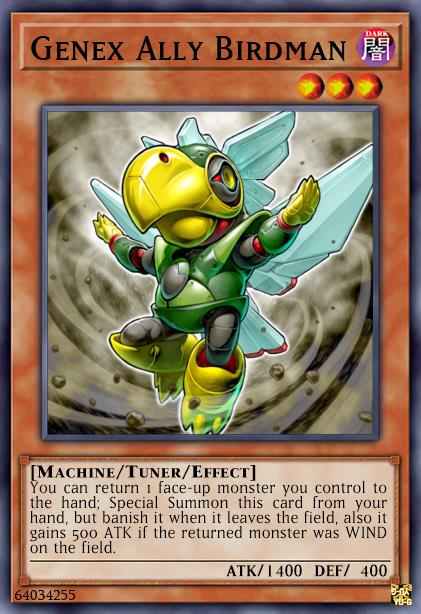 Genex Ally Birdman
DARK
闇
[Machine/Tuner/Effect]
You can return 1 face-up monster you control
to the hand; Special Summon this card from your
hand, but banish it when it leaves the field, also it
gains 500 ATK if the returned monster was WIND
on the field.
ATK/1400 DEF/ 400
64034255